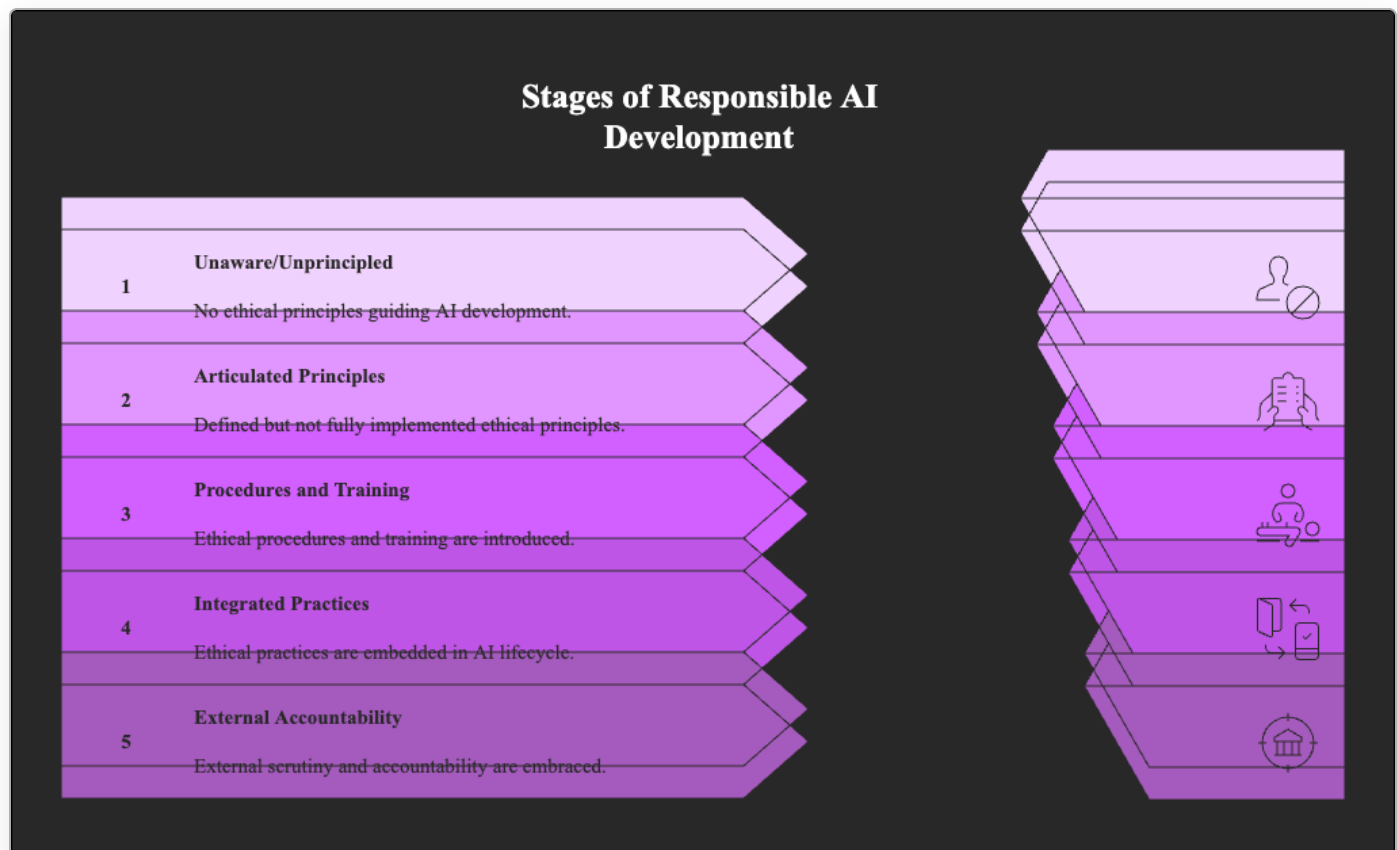 Stages of Responsible AI
Development
Unaware/Unprincipled
1
No ethical principles guiding AI development.
Articulated Principles
2
Defined but not fully implemented ethical principles.
Procedures and Training
3
Ethical procedures and training are introduced.
Integrated Practices
4
Ethical practices are embedded in AI lifecycle.
External Accountability
5
External scrutiny and accountability are embraced.